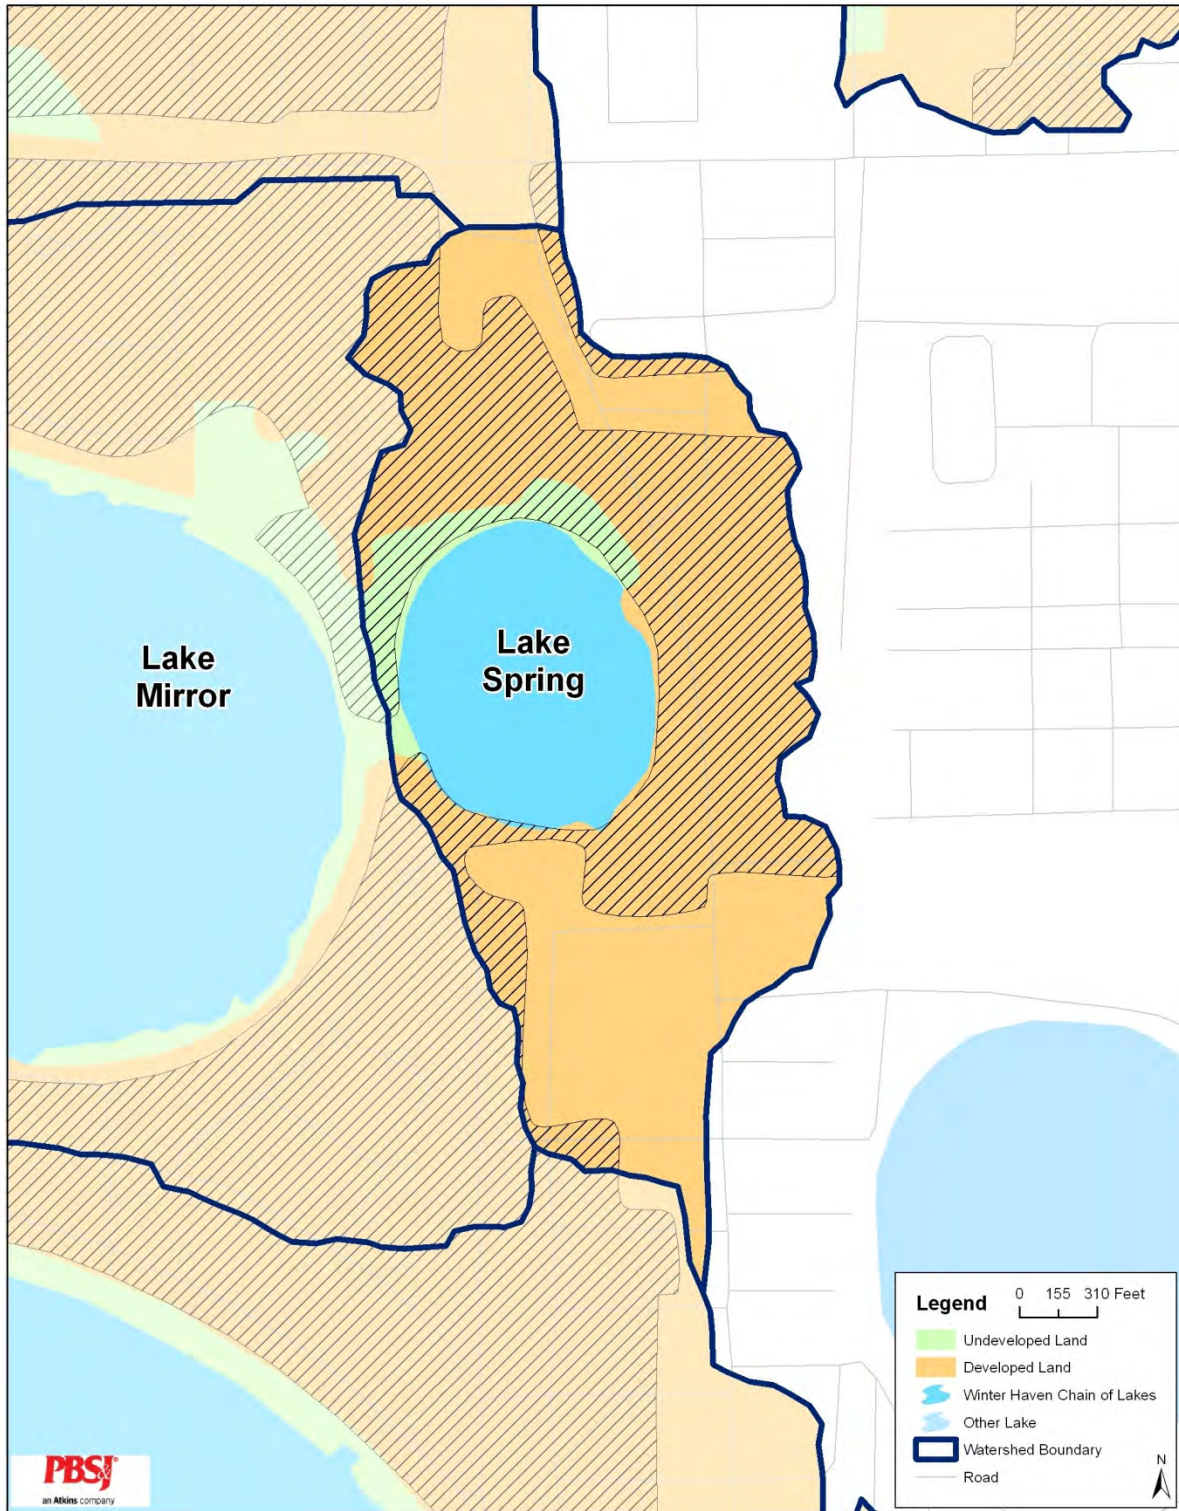 Lake
Mirror
Lake
Spring
Legend
0 155 310 Feet
Undeveloped Land
Developed Land
Winter Haven Chain of Lakes
Other Lake
Watershed Boundary
Road
N
PBS&J
an Atkins company